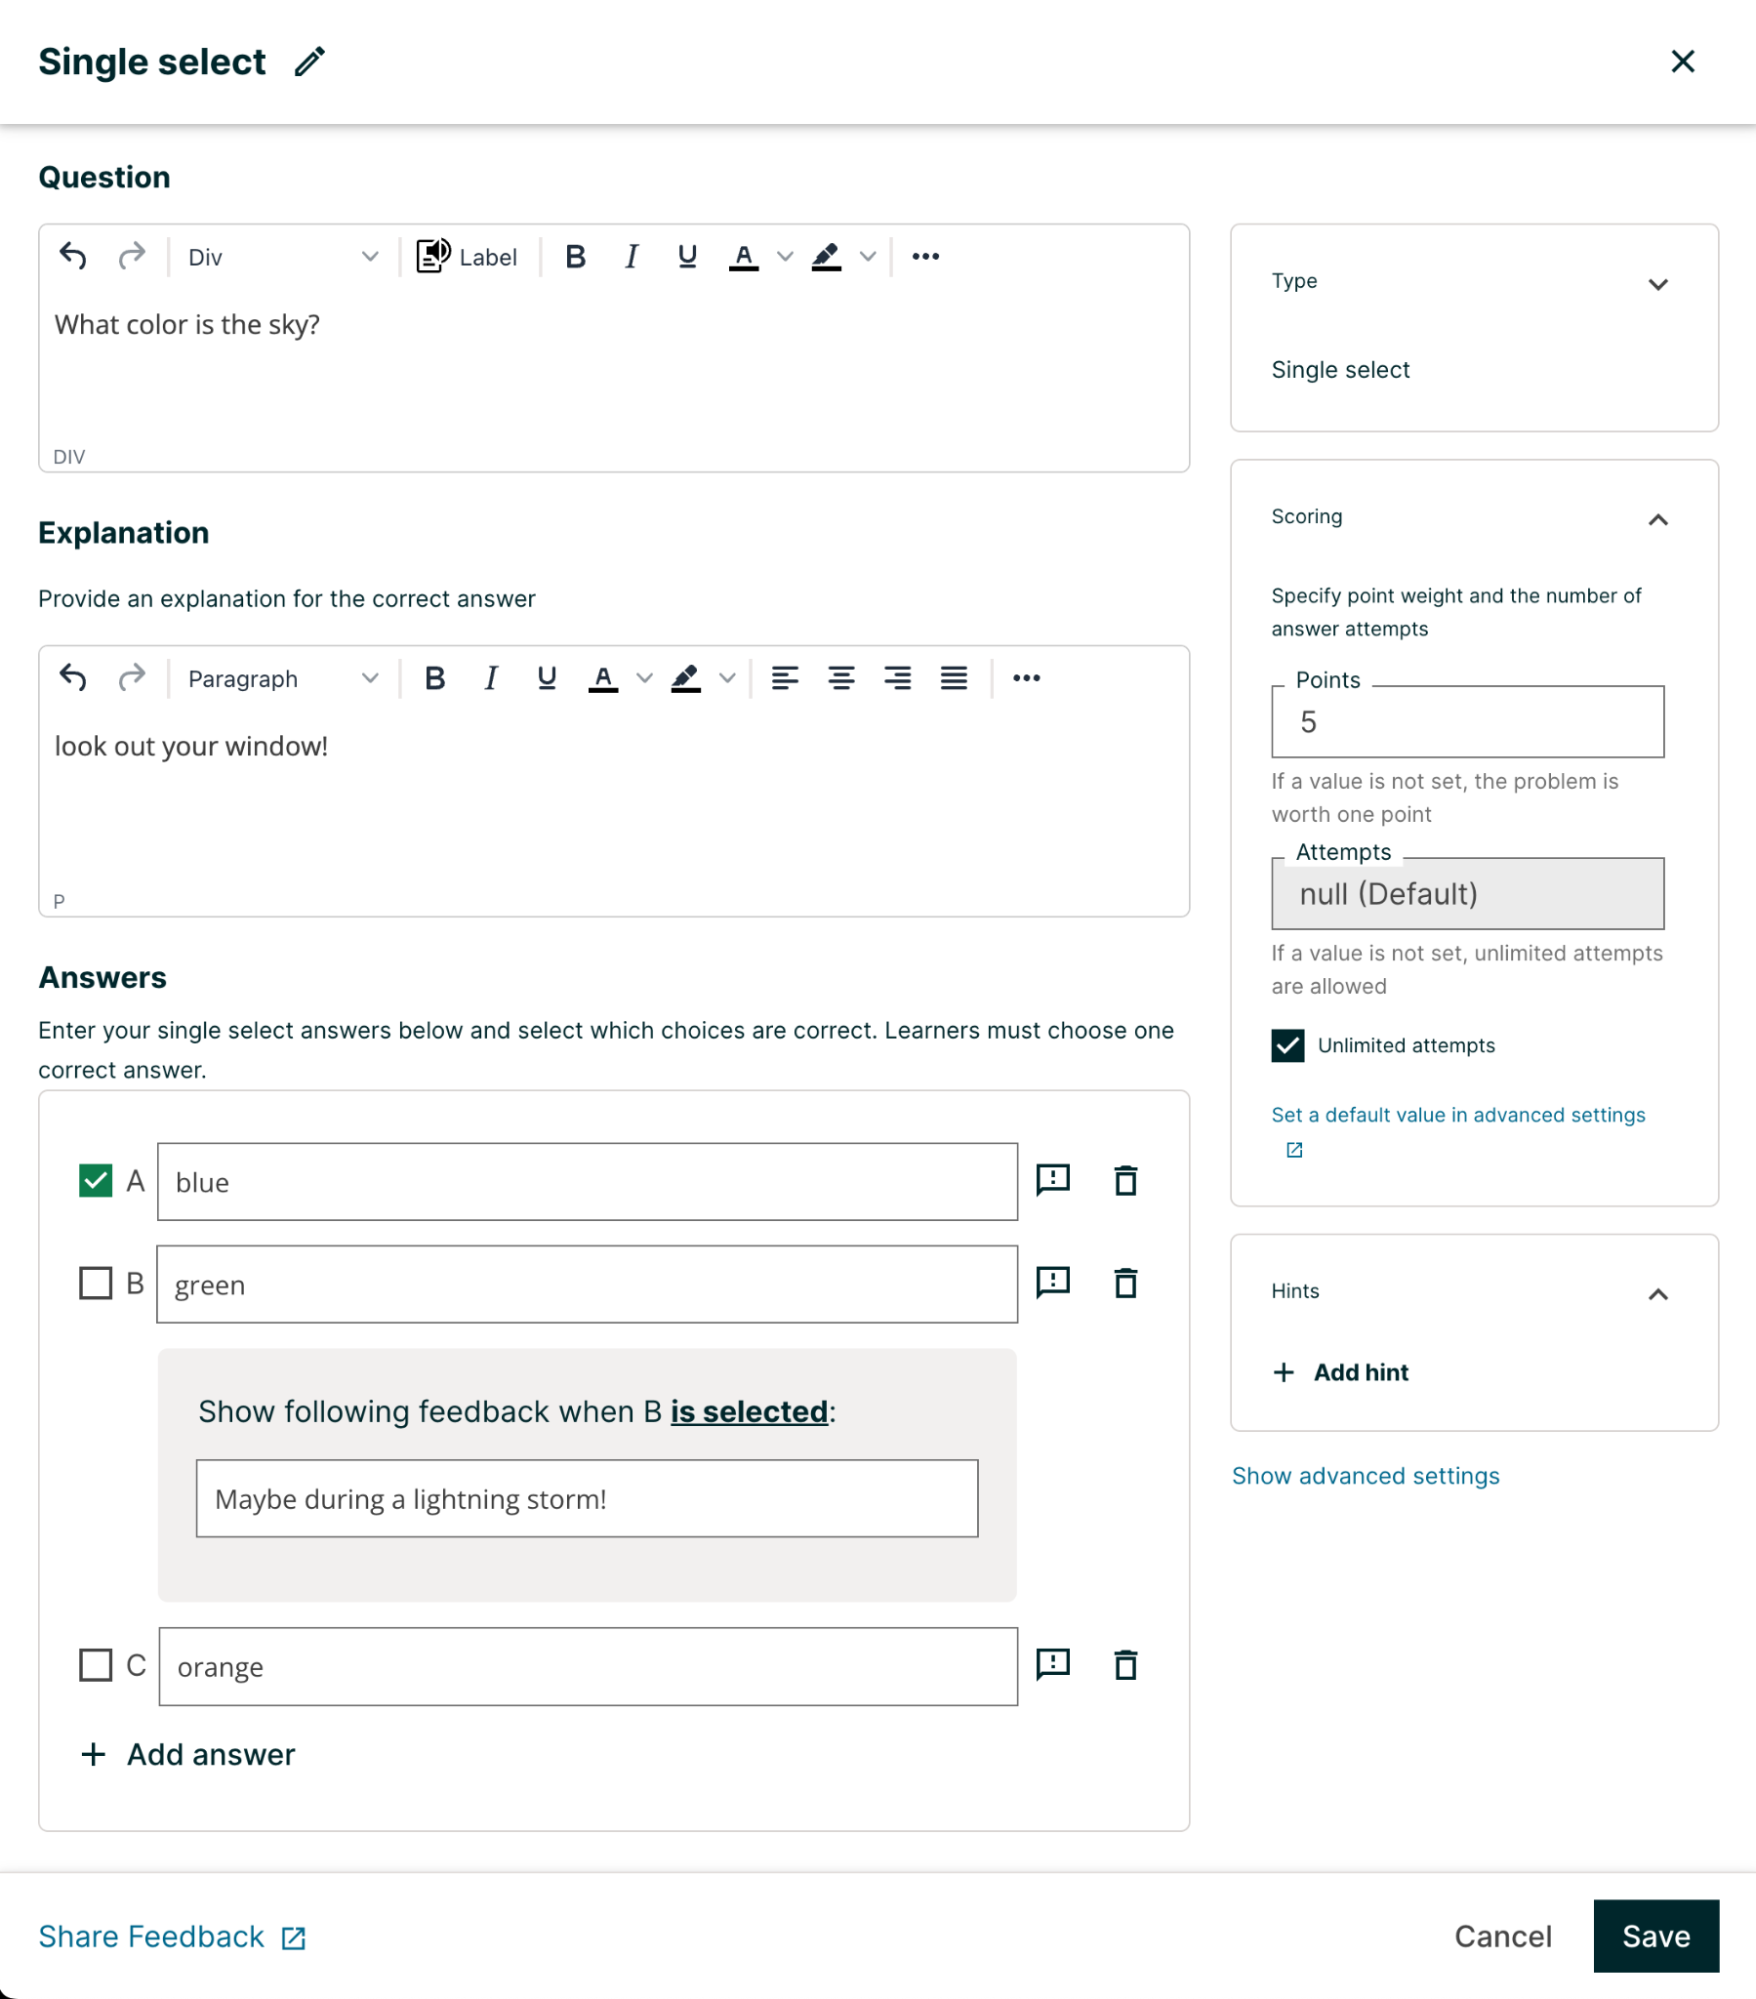 Single select
Question
Div
Label
B I U A
What color is the sky?
DIV
Explanation
Provide an explanation for the correct answer
Paragraph
B I U A
look out your window!
P
Answers
Enter your single select answers below and select which choices are correct. Learners must choose one
correct answer.
A blue
B green
Show following feedback when B is selected:
Maybe during a lightning storm!
C orange
+ Add answer
Type
Single select
Scoring
Specify point weight and the number of
answer attempts
Points
5
If a value is not set, the problem is
worth one point
Attempts
null (Default)
If a value is not set, unlimited attempts
are allowed
Unlimited attempts
Set a default value in advanced settings
Hints
+ Add hint
Show advanced settings
Share Feedback
Cancel
Save